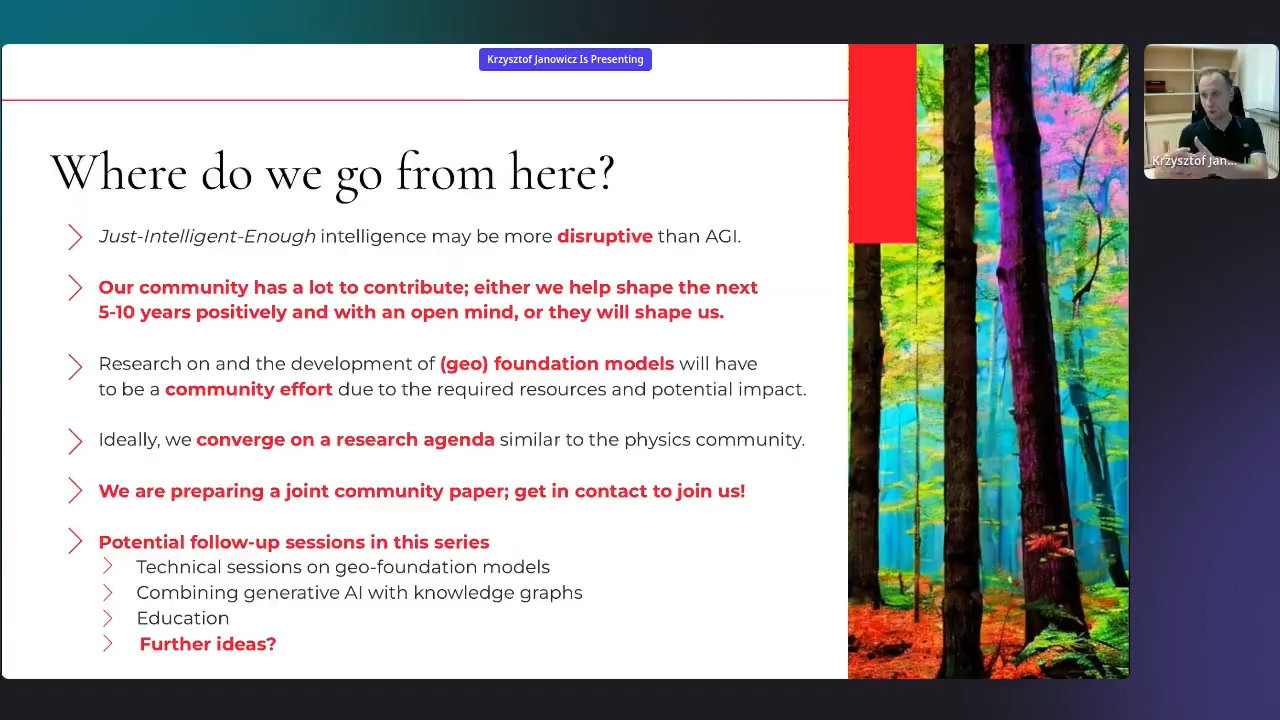 Krzysztof Janowicz Is Presenting
Where do we go from here?
Just-Intelligent-Enough intelligence may be more disruptive than AGI.
Our community has a lot to contribute; either we help shape the next
5-10 years positively and with an open mind, or they will shape us.
Research on and the development of (geo) foundation models will have
to be a community effort due to the required resources and potential impact.
Ideally, we converge on a research agenda similar to the physics community.
We are preparing a joint community paper; get in contact to join us!
Potential follow-up sessions in this series
Technical sessions on geo-foundation models
Combining generative AI with knowledge graphs
Education
Further ideas?
Krzysztof Jan...